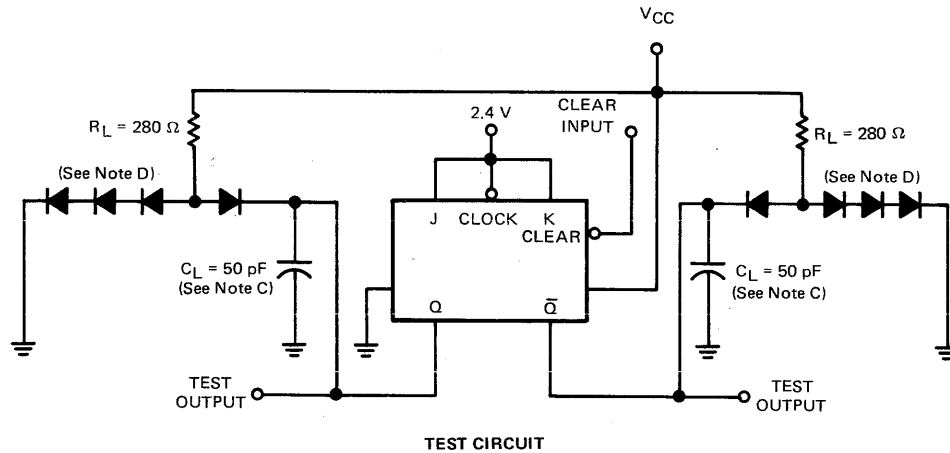 VCC
CLEAR
INPUT
2.4 V
RL = 280 Ω
RL = 280 Ω
(See Note D)
(See Note D)
J CLOCK K
CLEAR
CL = 50 pF
(See Note C)
CL = 50 pF
(See Note C)
Q Q̅
TEST
OUTPUT
TEST
OUTPUT
TEST CIRCUIT